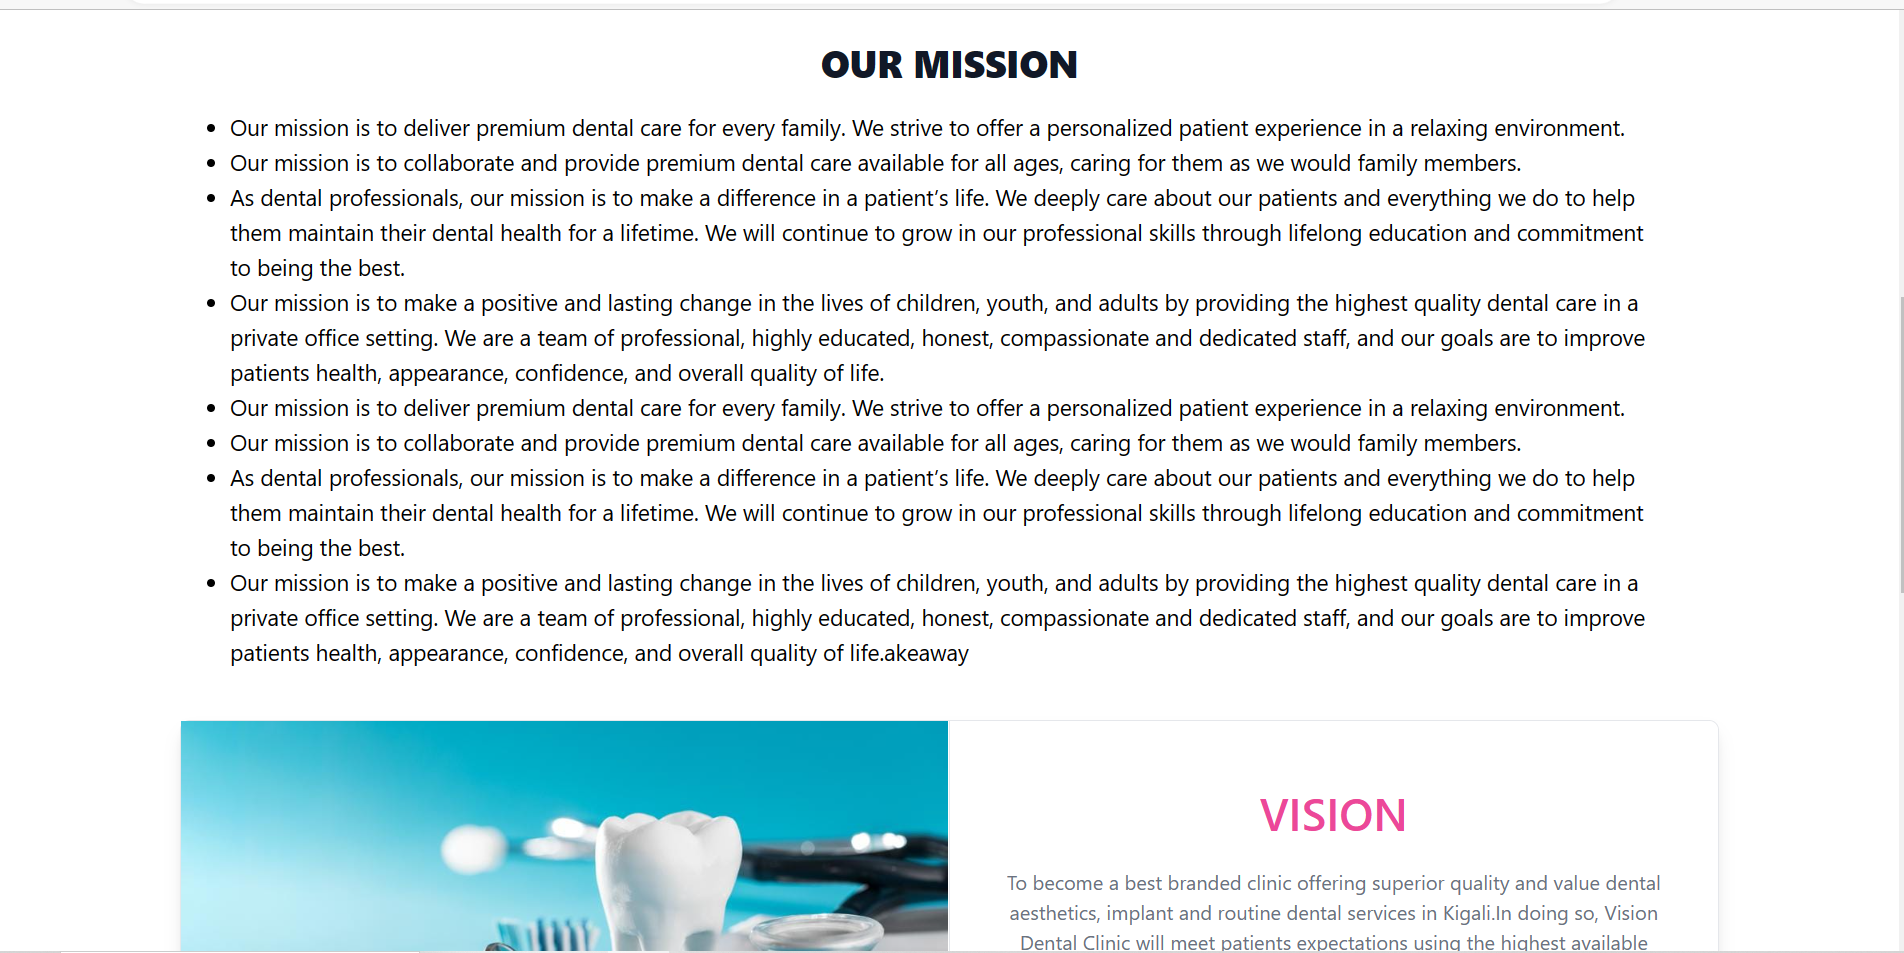 OUR MISSION
Our mission is to deliver premium dental care for every family. We strive to offer a personalized patient experience in a relaxing environment.
Our mission is to collaborate and provide premium dental care available for all ages, caring for them as we would family members.
As dental professionals, our mission is to make a difference in a patient’s life. We deeply care about our patients and everything we do to help
them maintain their dental health for a lifetime. We will continue to grow in our professional skills through lifelong education and commitment
to being the best.
Our mission is to make a positive and lasting change in the lives of children, youth, and adults by providing the highest quality dental care in a
private office setting. We are a team of professional, highly educated, honest, compassionate and dedicated staff, and our goals are to improve
patients health, appearance, confidence, and overall quality of life.
Our mission is to deliver premium dental care for every family. We strive to offer a personalized patient experience in a relaxing environment.
Our mission is to collaborate and provide premium dental care available for all ages, caring for them as we would family members.
As dental professionals, our mission is to make a difference in a patient’s life. We deeply care about our patients and everything we do to help
them maintain their dental health for a lifetime. We will continue to grow in our professional skills through lifelong education and commitment
to being the best.
Our mission is to make a positive and lasting change in the lives of children, youth, and adults by providing the highest quality dental care in a
private office setting. We are a team of professional, highly educated, honest, compassionate and dedicated staff, and our goals are to improve
patients health, appearance, confidence, and overall quality of life.akeaway
VISION
To become a best branded clinic offering superior quality and value dental
aesthetics, implant and routine dental services in Kigali.In doing so, Vision
Dental Clinic will meet patients expectations using the highest available